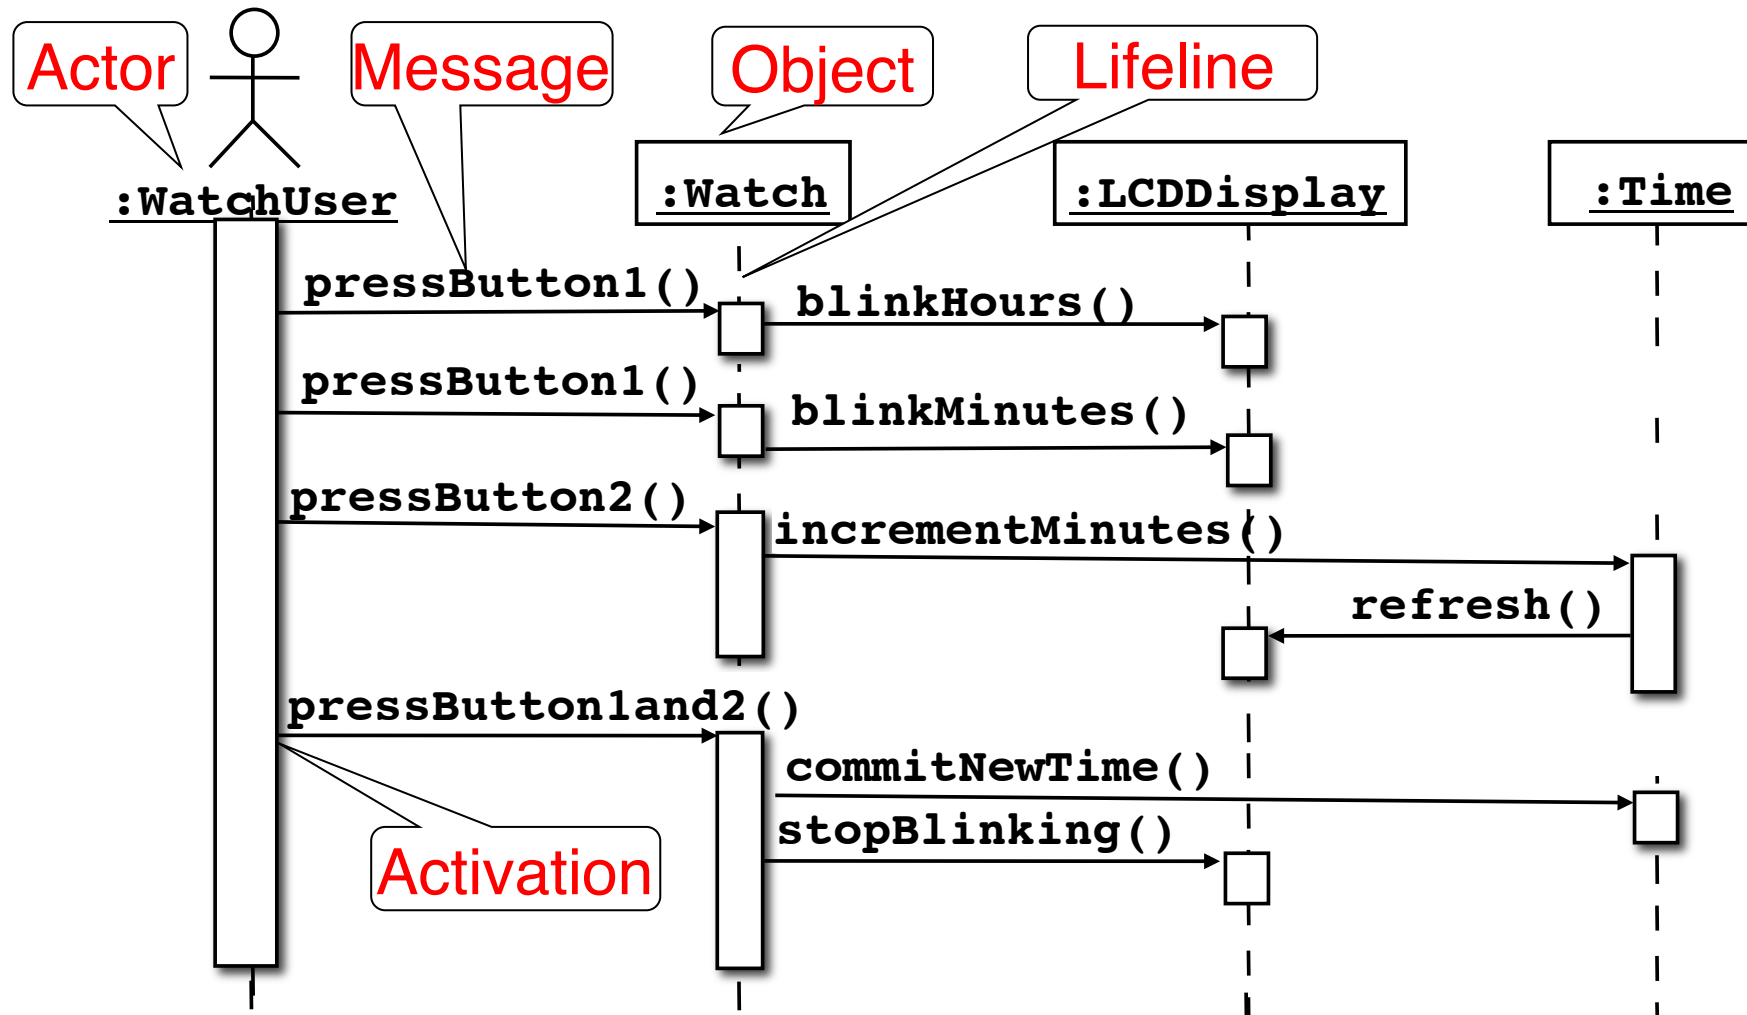 Actor
Message
Object
Lifeline
:WatchUser
:Watch
:LCDDisplay
:Time
pressButton1()
blinkHours()
pressButton1()
blinkMinutes()
pressButton2()
incrementMinutes()
refresh()
pressButton1and2()
commitNewTime()
stopBlinking()
Activation